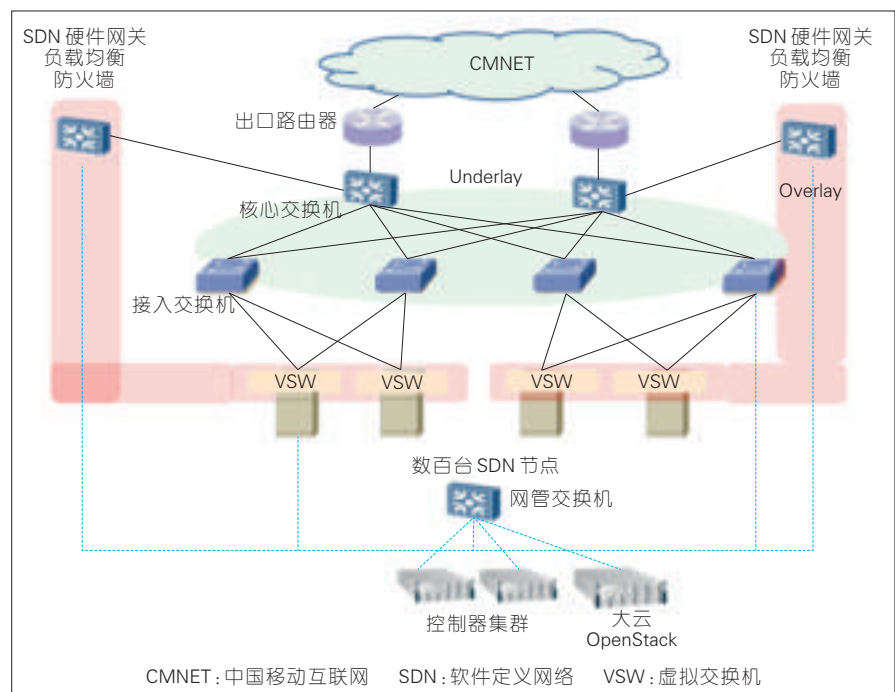 SDN 硬件网关
负载均衡
防火墙
CMNET
SDN 硬件网关
负载均衡
防火墙
出口路由器
Underlay
Overlay
核心交换机
接入交换机
VSW
VSW
VSW
VSW
数百台 SDN 节点
网管交换机
控制器集群
大云
OpenStack
CMNET:中国移动互联网 SDN:软件定义网络 VSW:虚拟交换机